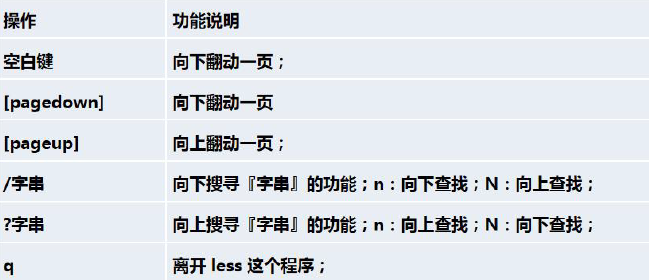 操作 功能说明
空白键 向下翻动一页；
[pagedown] 向下翻动一页
[pageup] 向上翻动一页；
/字串 向下搜寻『字串』的功能；n：向下查找；N：向上查找；
?字串 向上搜寻『字串』的功能；n：向上查找；N：向下查找；
q 离开 less 这个程序；